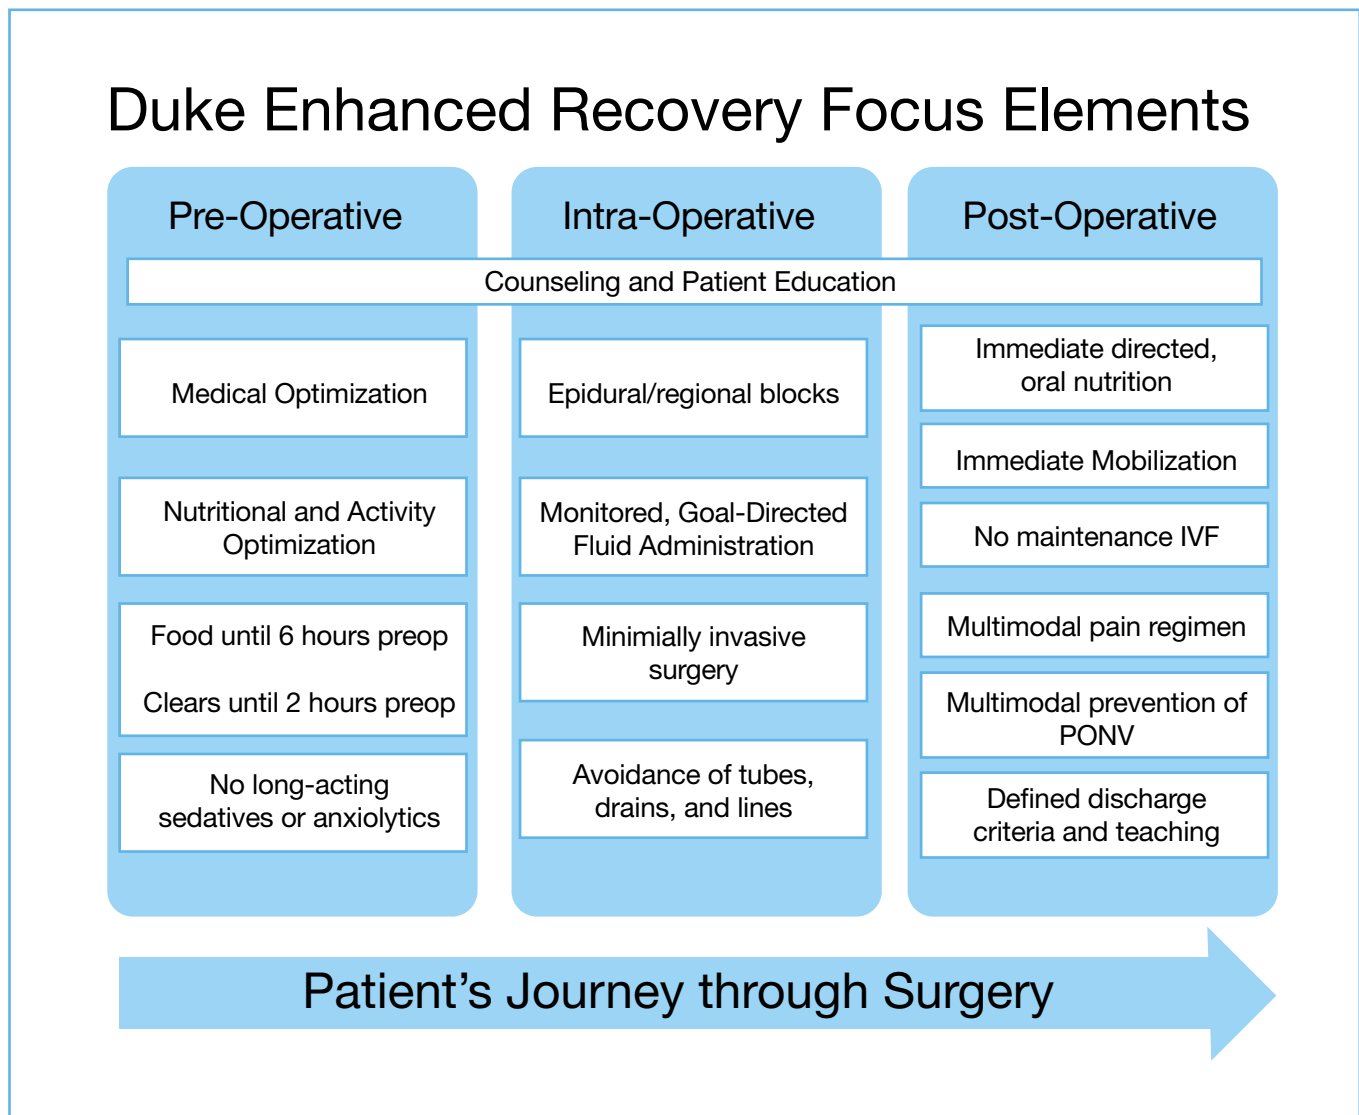 Duke Enhanced Recovery Focus Elements
Pre-Operative
Intra-Operative
Post-Operative
Counseling and Patient Education
Medical Optimization
Nutritional and Activity
Optimization
Food until 6 hours preop
Clears until 2 hours preop
No long-acting
sedatives or anxiolytics
Epidural/regional blocks
Monitored, Goal-Directed
Fluid Administration
Minimially invasive
surgery
Avoidance of tubes,
drains, and lines
Immediate directed,
oral nutrition
Immediate Mobilization
No maintenance IVF
Multimodal pain regimen
Multimodal prevention of
PONV
Defined discharge
criteria and teaching
Patient’s Journey through Surgery